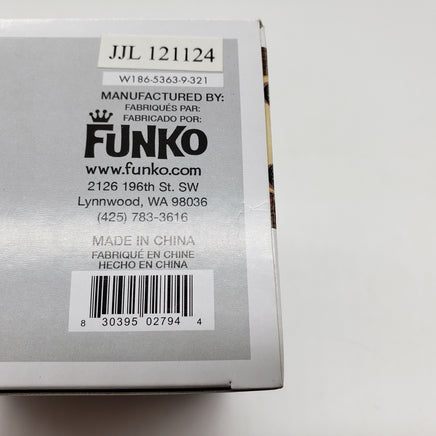 JJL 121124
W186-5363-9-321
MANUFACTURED BY:
FABRIQUÉS PAR:
FABRICADO POR:
FUNKO
www.funko.com
2126 196th St. SW
Lynnwood, WA 98036
(425) 783-3616
MADE IN CHINA
FABRIQUÉ EN CHINE
HECHO EN CHINA
8 30395 02794 4